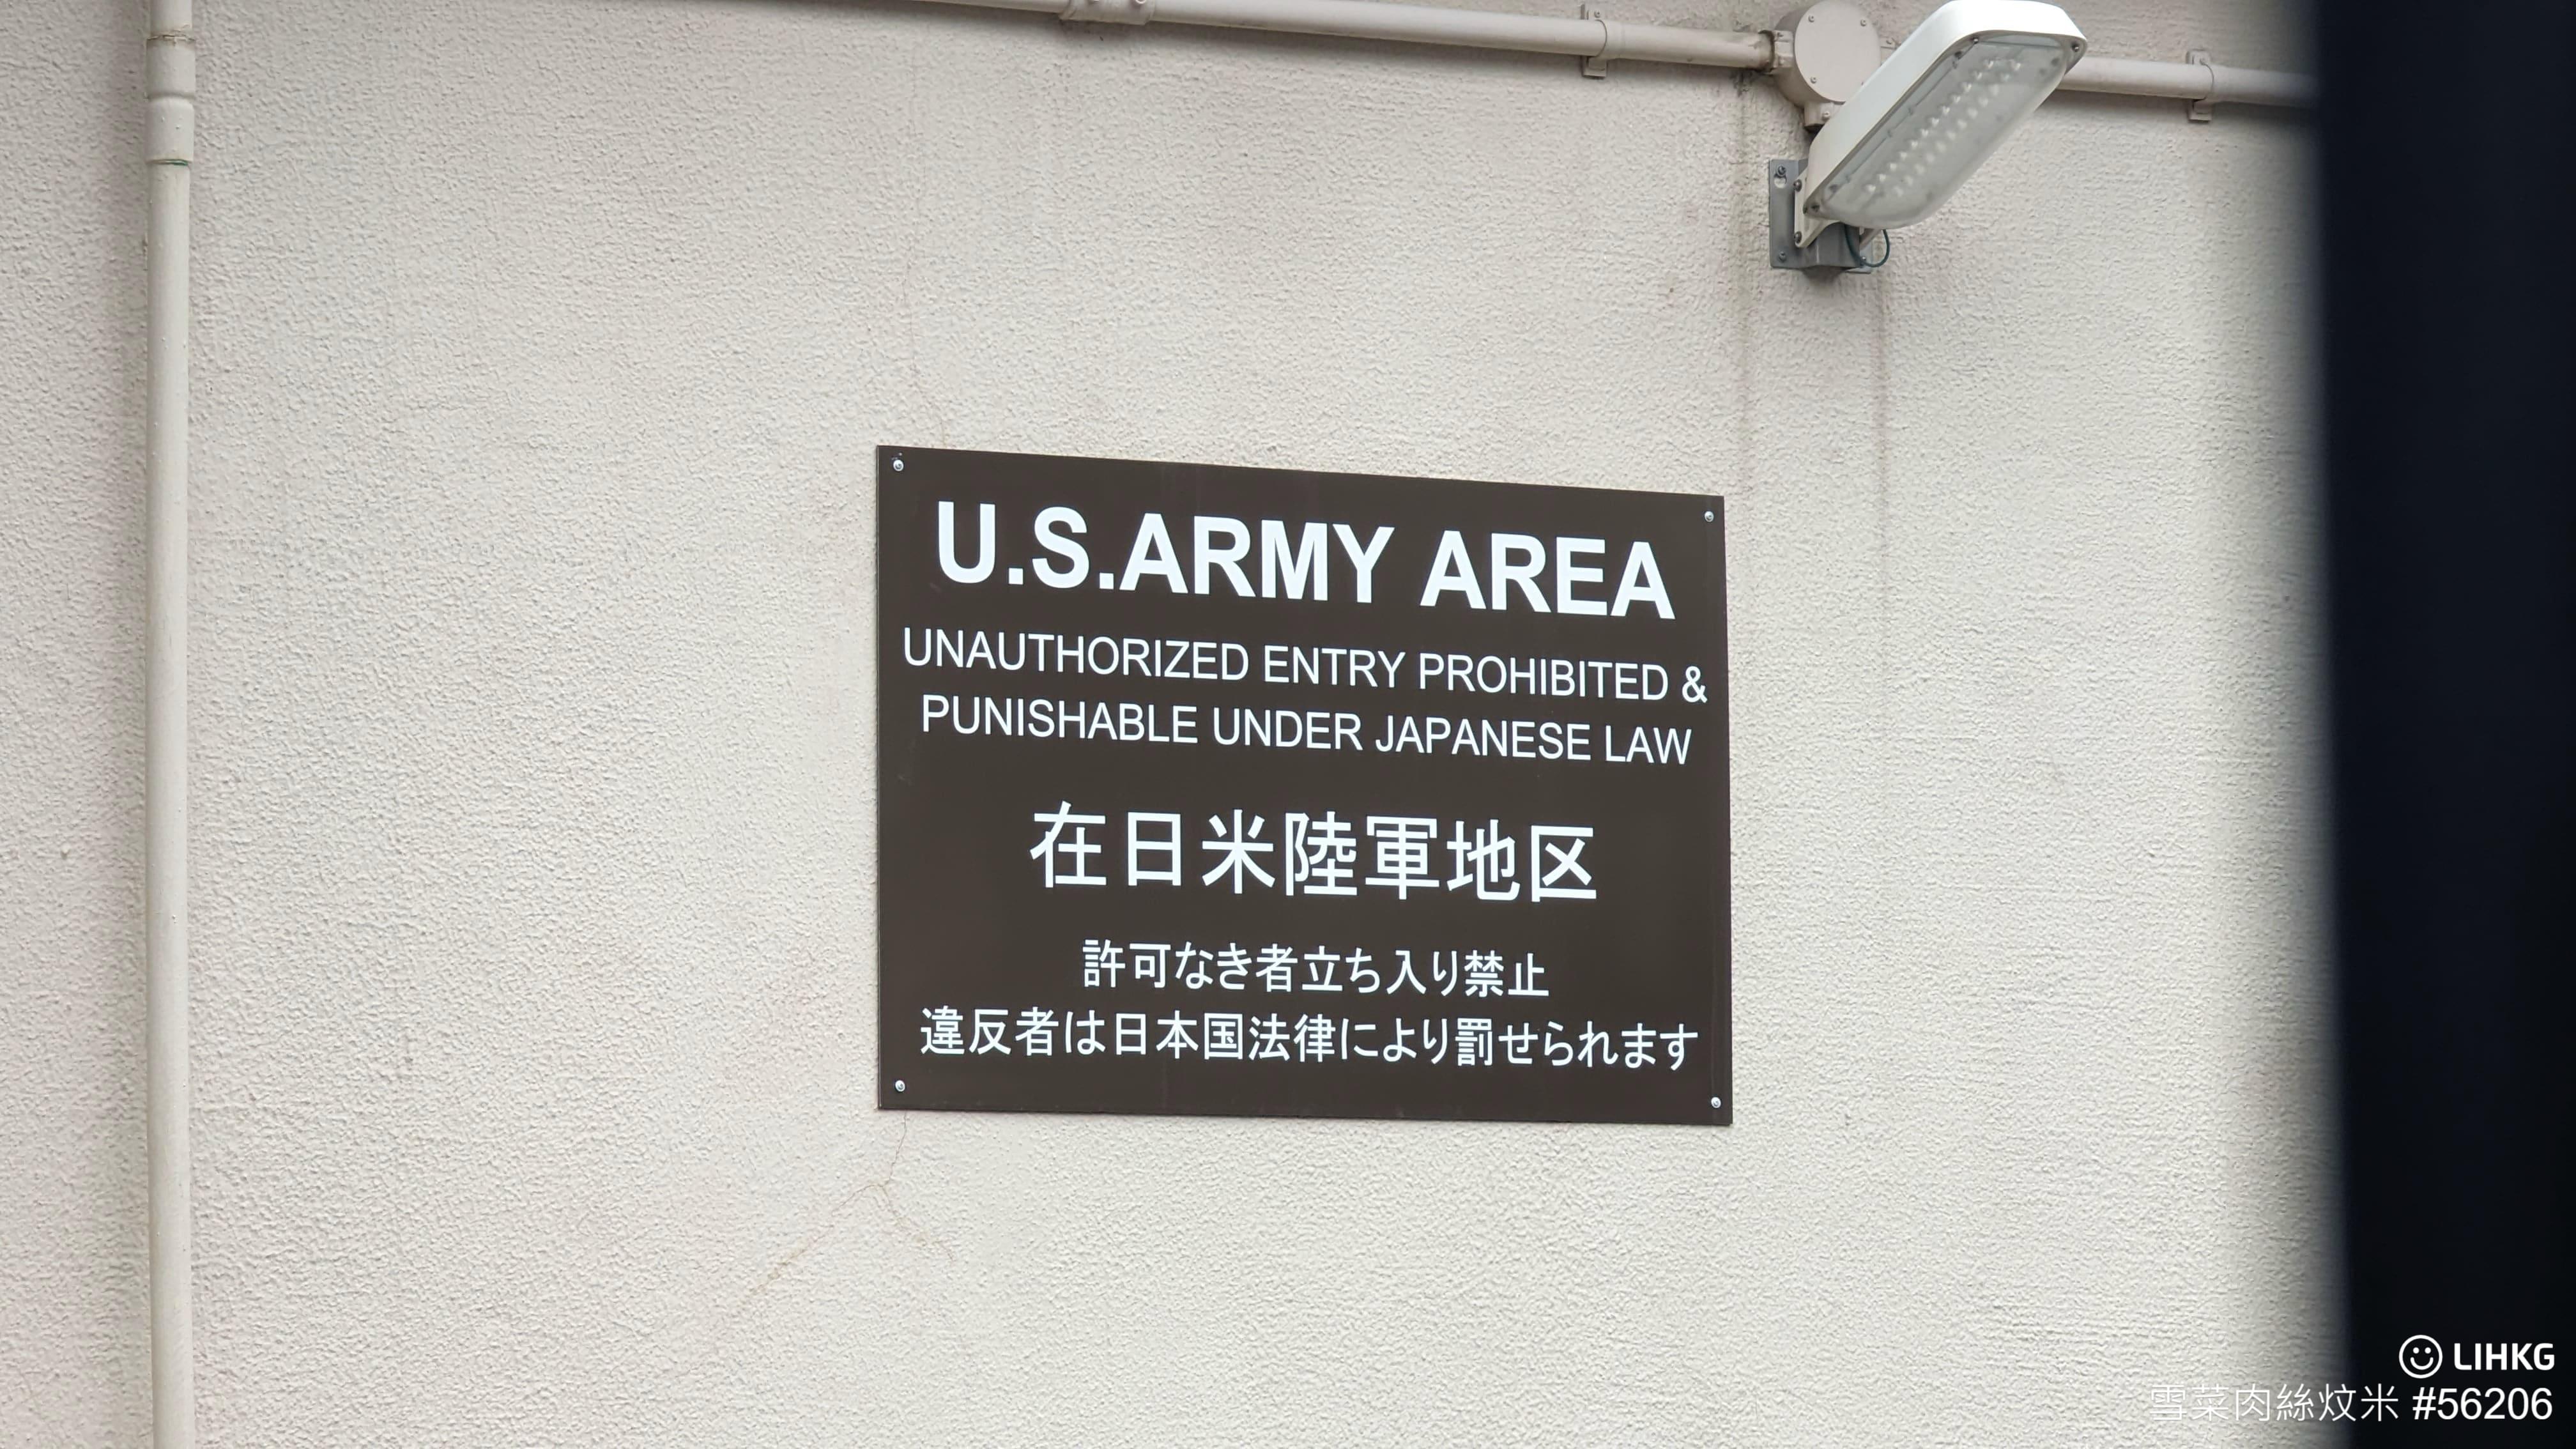 U.S.ARMY AREA
UNAUTHORIZED ENTRY PROHIBITED &
PUNISHABLE UNDER JAPANESE LAW
在日米陸軍地区
許可なき者立ち入り禁止
違反者は日本国法律により罰せられます
LIHKG
雪菜肉絲炆米 #56206